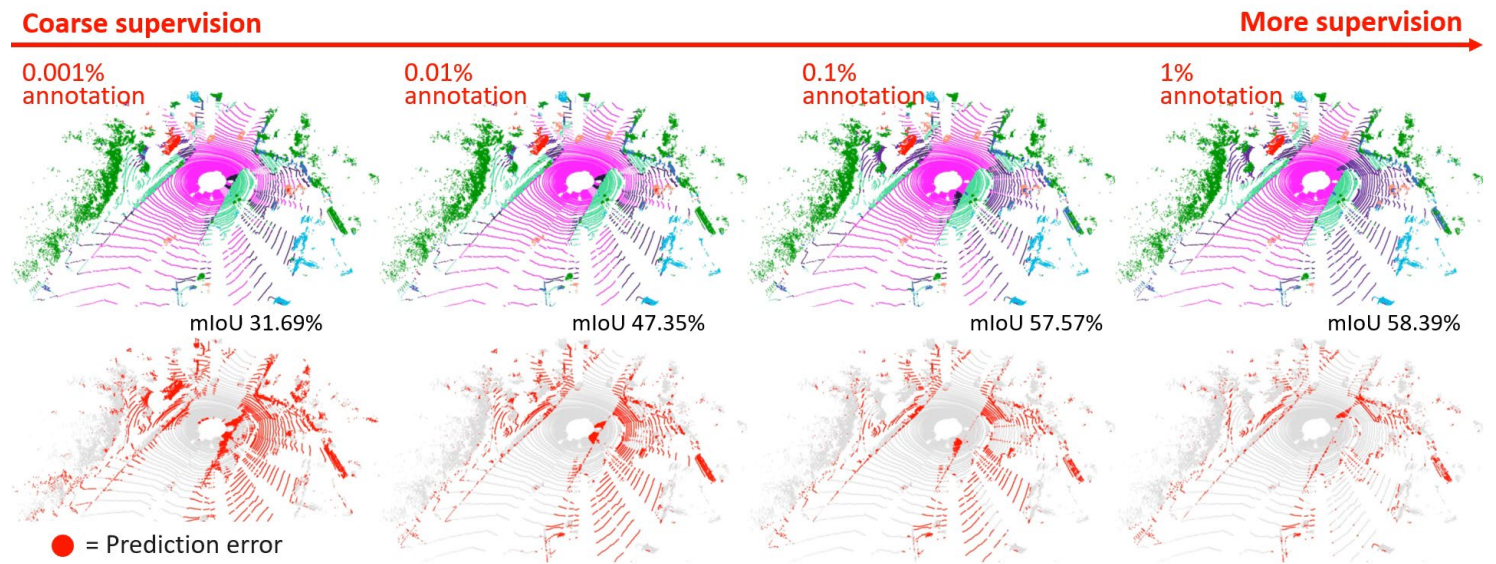 Coarse supervision
More supervision
0.001%
annotation
0.01%
annotation
0.1%
annotation
1%
annotation
mIoU 31.69%
mIoU 47.35%
mIoU 57.57%
mIoU 58.39%
= Prediction error